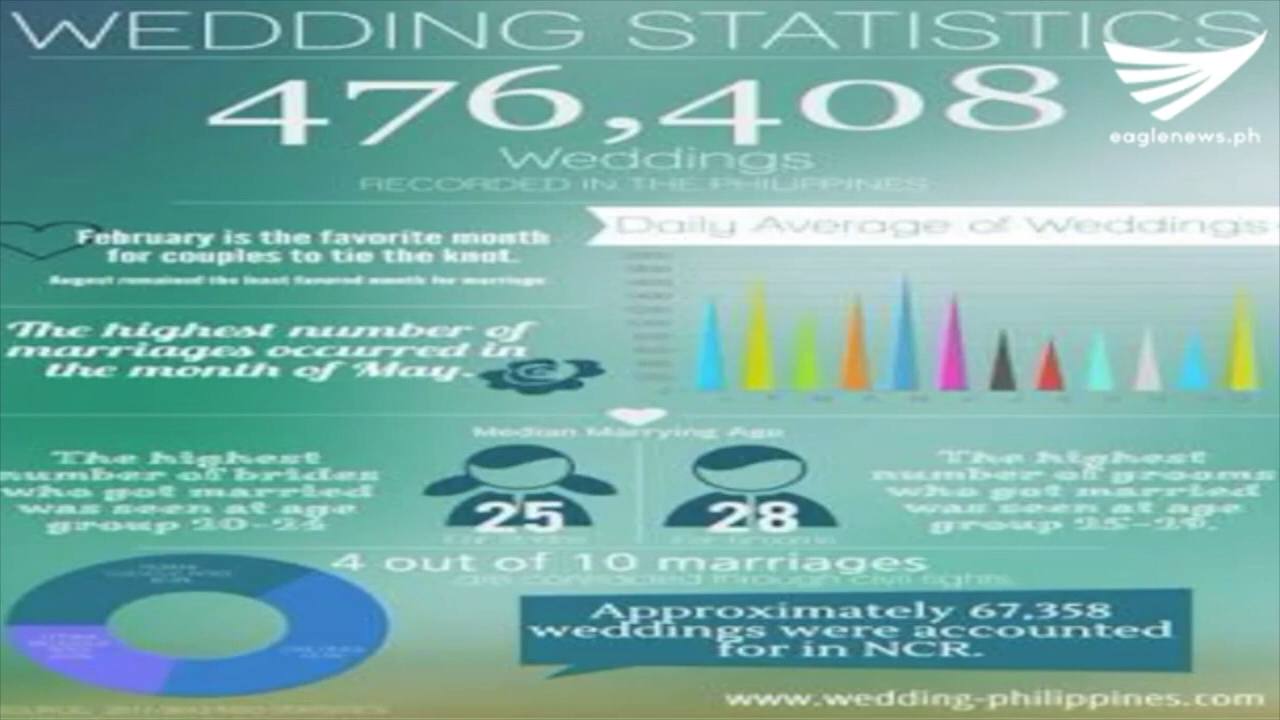 WEDDING STATISTICS
476,408
Weddings
RECORDED IN THE PHILIPPINES
eaglenews.ph
February is the favorite month
for couples to tie the knot.
August remained the least favored month for marriage
Daily Average of Weddings
The highest number of
marriages occurred in
the month of May.
Median Marrying Age
The highest
number of brides
who got married
was seen at age
group 20-24
25
28
The highest
number of grooms
who got married
was seen at age
group 25-29.
4 out of 10 marriages
are contracted through civil rights.
Approximately 67,358
weddings were accounted
for in NCR.
www.wedding-philippines.com